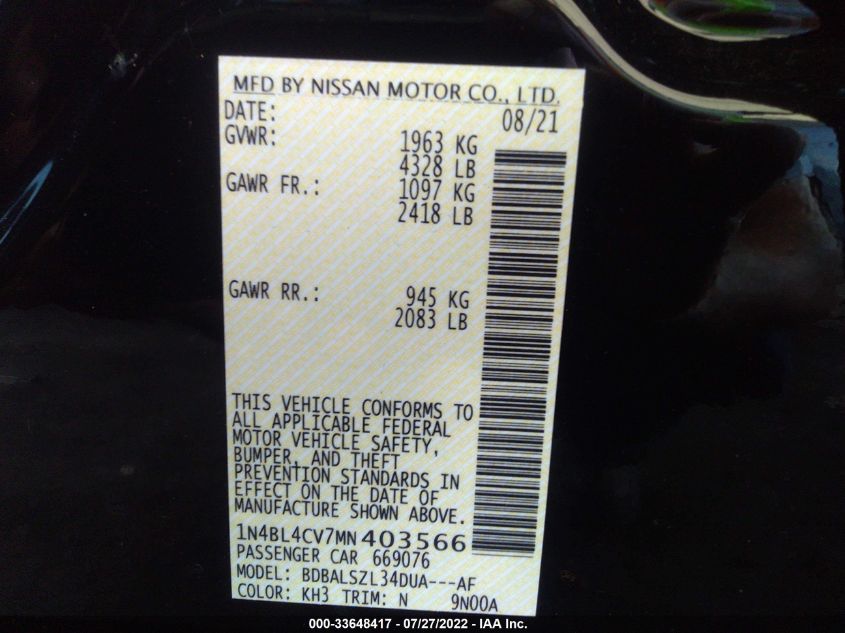 MFD BY NISSAN MOTOR CO., LTD.
DATE: 08/21
GVWR: 1963 KG
4328 LB
GAWR FR.: 1097 KG
2418 LB
GAWR RR.: 945 KG
2083 LB
THIS VEHICLE CONFORMS TO
ALL APPLICABLE FEDERAL
MOTOR VEHICLE SAFETY,
BUMPER, AND THEFT
PREVENTION STANDARDS IN
EFFECT ON THE DATE OF
MANUFACTURE SHOWN ABOVE.
1N4BL4CV7MN403566
PASSENGER CAR 669076
MODEL: BDBALSZL34DUA---AF
COLOR: KH3 TRIM: N 9N00A
000-33648417 - 07/27/2022 - IAA Inc.